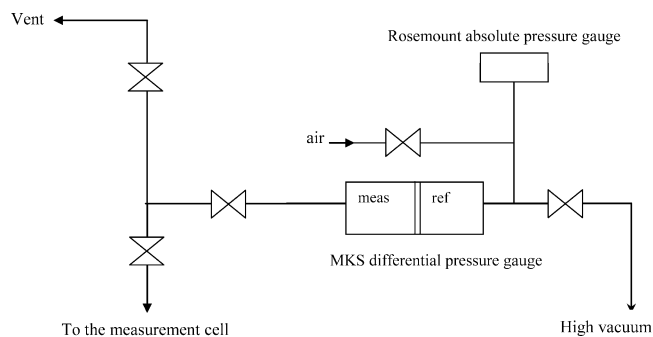 Vent
Rosemount absolute pressure gauge
air
meas
ref
MKS differential pressure gauge
To the measurement cell
High vacuum